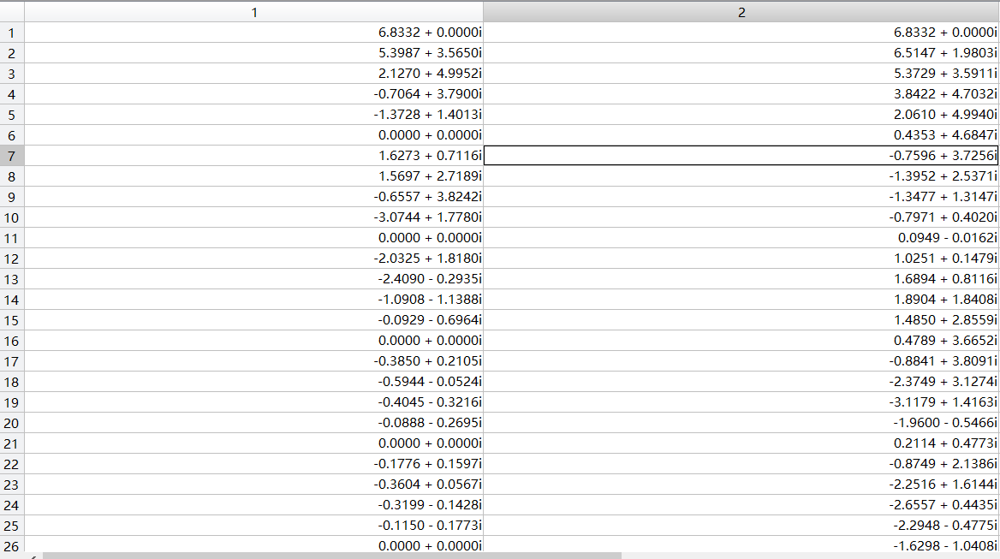 1 2
1 6.8332 + 0.0000i 6.8332 + 0.0000i
2 5.3987 + 3.5650i 6.5147 + 1.9803i
3 2.1270 + 4.9952i 5.3729 + 3.5911i
4 -0.7064 + 3.7900i 3.8422 + 4.7032i
5 -1.3728 + 1.4013i 2.0610 + 4.9940i
6 0.0000 + 0.0000i 0.4353 + 4.6847i
7 1.6273 + 0.7116i -0.7596 + 3.7256i
8 1.5697 + 2.7189i -1.3952 + 2.5371i
9 -0.6557 + 3.8242i -1.3477 + 1.3147i
10 -3.0744 + 1.7780i -0.7971 + 0.4020i
11 0.0000 + 0.0000i 0.0949 - 0.0162i
12 -2.0325 + 1.8180i 1.0251 + 0.1479i
13 -2.4090 - 0.2935i 1.6894 + 0.8116i
14 -1.0908 - 1.1388i 1.8904 + 1.8408i
15 -0.0929 - 0.6964i 1.4850 + 2.8559i
16 0.0000 + 0.0000i 0.4789 + 3.6652i
17 -0.3850 + 0.2105i -0.8841 + 3.8091i
18 -0.5944 - 0.0524i -2.3749 + 3.1274i
19 -0.4045 - 0.3216i -3.1179 + 1.4163i
20 -0.0888 - 0.2695i -1.9600 - 0.5466i
21 0.0000 + 0.0000i 0.2114 + 0.4773i
22 -0.1776 + 0.1597i -0.8749 + 2.1386i
23 -0.3604 + 0.0567i -2.2516 + 1.6144i
24 -0.3199 - 0.1428i -2.6557 + 0.4435i
25 -0.1150 - 0.1773i -2.2948 - 0.4775i
26 0.0000 + 0.0000i -1.6298 - 1.0408i